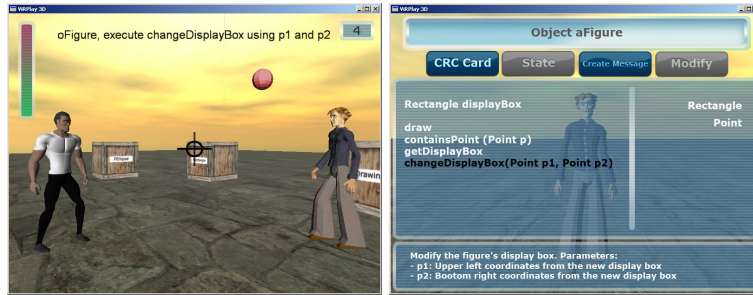 ViRPlay 3D
oFigure, execute changeDisplayBox using p1 and p2
4
ViRPlay 3D
Object aFigure
CRC Card
State
Create Message
Modify
Rectangle displayBox
Rectangle
Point
draw
containsPoint (Point p)
getDisplayBox
changeDisplayBox(Point p1, Point p2)
Modify the figure's display box. Parameters:
- p1: Upper left coordinates from the new display box
- p2: Bootom right coordinates from the new display box